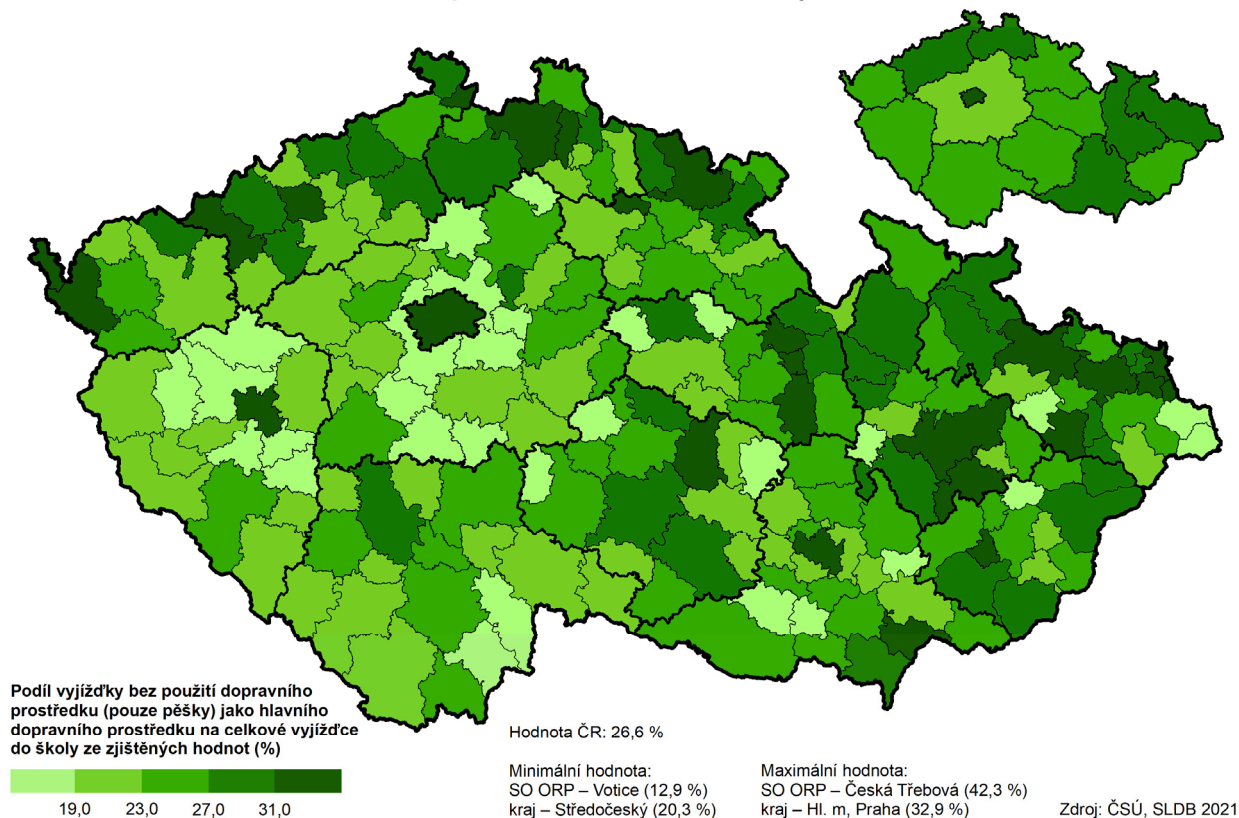 Podíl vyjížďky bez použití dopravního
prostředku (pouze pěšky) jako hlavního
dopravního prostředku na celkové vyjížďce
do školy ze zjištěných hodnot (%)
19,0 23,0 27,0 31,0
Hodnota ČR: 26,6 %
Minimální hodnota:
SO ORP – Votice (12,9 %)
kraj – Středočeský (20,3 %)
Maximální hodnota:
SO ORP – Česká Třebová (42,3 %)
kraj – Hl. m, Praha (32,9 %)
Zdroj: ČSÚ, SLDB 2021